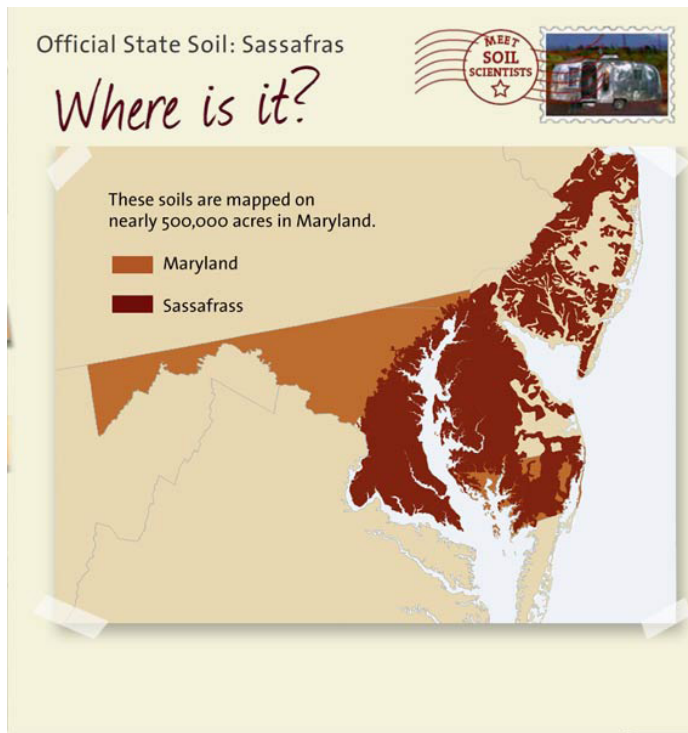 Official State Soil: Sassafras
Where is it?
MEET
SOIL
SCIENTISTS
These soils are mapped on
nearly 500,000 acres in Maryland.
Maryland
Sassafrass